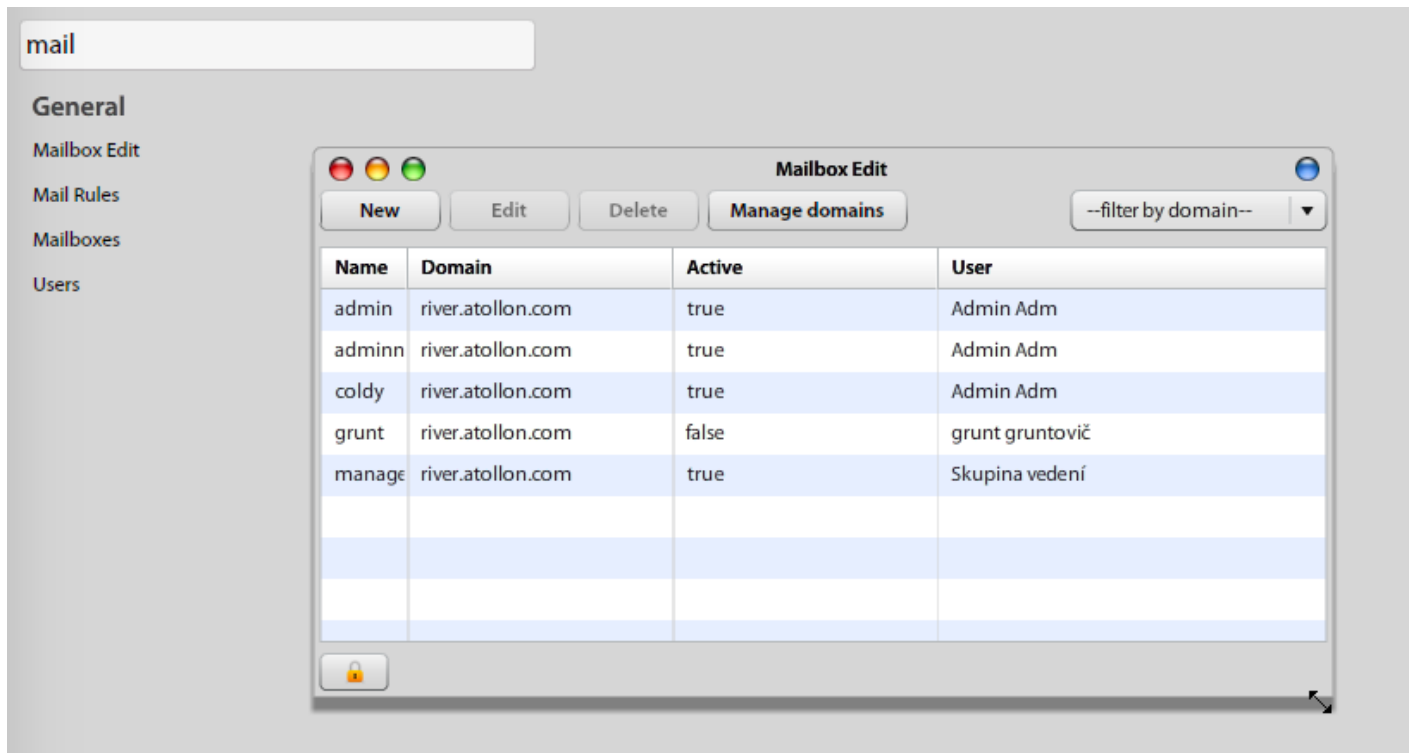 mail
General
Mailbox Edit
Mail Rules
Mailboxes
Users
Mailbox Edit
New Edit Delete Manage domains --filter by domain--
Name Domain Active User
admin river.atollon.com true Admin Adm
adminn river.atollon.com true Admin Adm
coldy river.atollon.com true Admin Adm
grunt river.atollon.com false grunt gruntovič
manage river.atollon.com true Skupina vedení